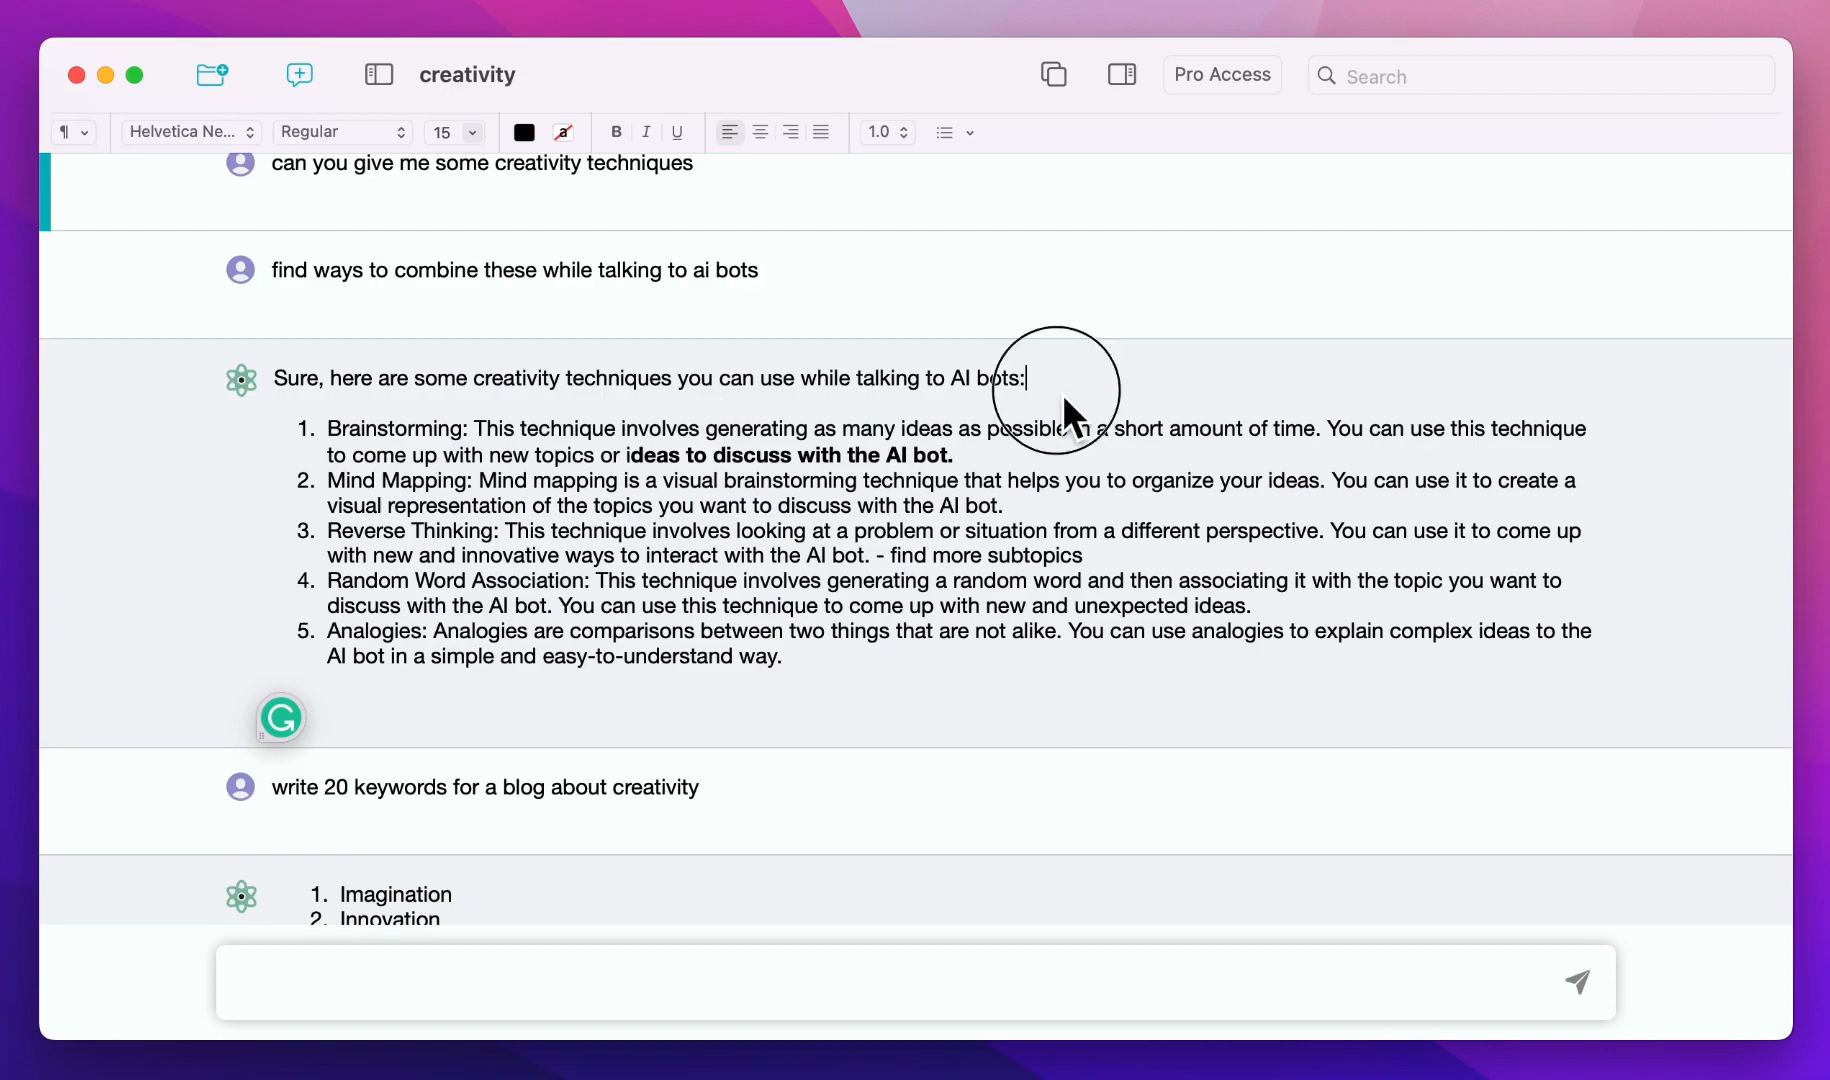 creativity
Pro Access
Search
¶
Helvetica Ne...
Regular
15
a
B
I
U
1.0
can you give me some creativity techniques
find ways to combine these while talking to ai bots
Sure, here are some creativity techniques you can use while talking to AI bots:
1. Brainstorming: This technique involves generating as many ideas as possible in a short amount of time. You can use this technique
to come up with new topics or ideas to discuss with the AI bot.
2. Mind Mapping: Mind mapping is a visual brainstorming technique that helps you to organize your ideas. You can use it to create a
visual representation of the topics you want to discuss with the AI bot.
3. Reverse Thinking: This technique involves looking at a problem or situation from a different perspective. You can use it to come up
with new and innovative ways to interact with the AI bot. - find more subtopics
4. Random Word Association: This technique involves generating a random word and then associating it with the topic you want to
discuss with the AI bot. You can use this technique to come up with new and unexpected ideas.
5. Analogies: Analogies are comparisons between two things that are not alike. You can use analogies to explain complex ideas to the
AI bot in a simple and easy-to-understand way.
G
write 20 keywords for a blog about creativity
1. Imagination
2. Innovation